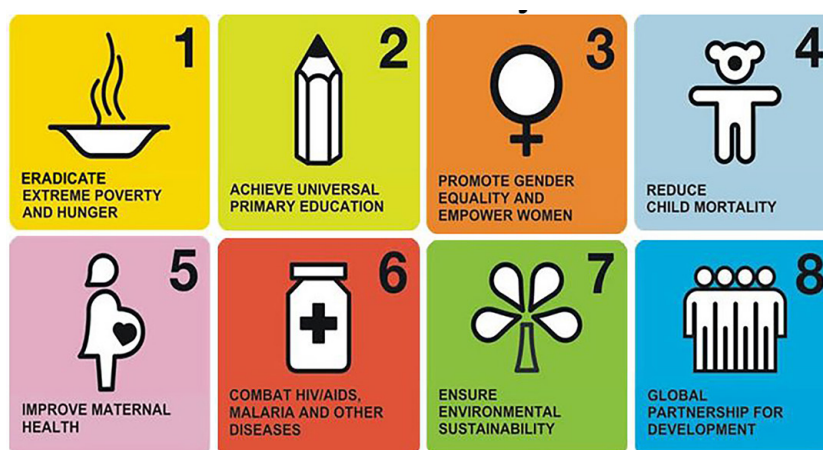 1
ERADICATE
EXTREME POVERTY
AND HUNGER
2
ACHIEVE UNIVERSAL
PRIMARY EDUCATION
3
PROMOTE GENDER
EQUALITY AND
EMPOWER WOMEN
4
REDUCE
CHILD MORTALITY
5
IMPROVE MATERNAL
HEALTH
6
COMBAT HIV/AIDS,
MALARIA AND OTHER
DISEASES
7
ENSURE
ENVIRONMENTAL
SUSTAINABILITY
8
GLOBAL
PARTNERSHIP FOR
DEVELOPMENT